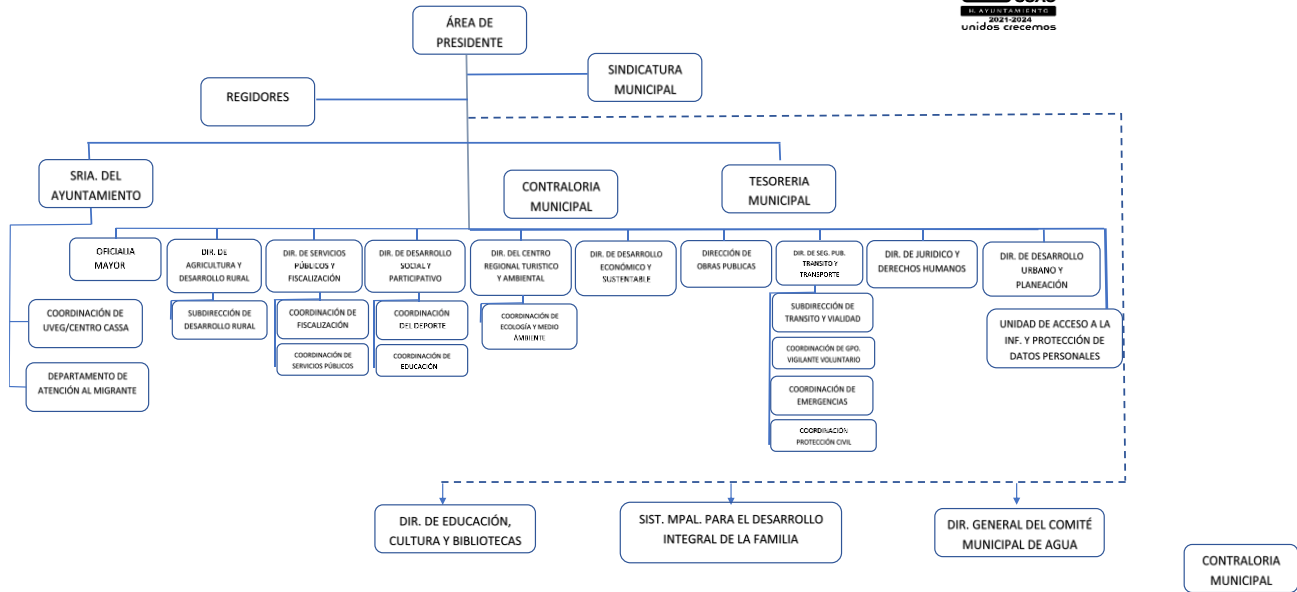 H. AYUNTAMIENTO
2021-2024
unidos crecemos
ÁREA DE
PRESIDENTE
SINDICATURA
MUNICIPAL
REGIDORES
SRIA. DEL
AYUNTAMIENTO
CONTRALORIA
MUNICIPAL
TESORERIA
MUNICIPAL
OFICIALIA
MAYOR
DIR. DE
AGRICULTURA Y
DESARROLLO RURAL
DIR. DE SERVICIOS
PÚBLICOS Y
FISCALIZACIÓN
DIR. DE DESARROLLO
SOCIAL Y
PARTICIPATIVO
DIR. DEL CENTRO
REGIONAL TURISTICO
Y AMBIENTAL
DIR. DE DESARROLLO
ECONÓMICO Y
SUSTENTABLE
DIRECCIÓN DE
OBRAS PUBLICAS
DIR. DE SEG. PUB.
TRANSITO Y
TRANSPORTE
DIR. DE JURIDICO Y
DERECHOS HUMANOS
DIR. DE DESARROLLO
URBANO Y
PLANEACIÓN
COORDINACIÓN DE
UVEG/CENTRO CASSA
SUBDIRECCIÓN DE
DESARROLLO RURAL
COORDINACIÓN DE
FISCALIZACIÓN
COORDINACIÓN
DEL DEPORTE
COORDINACIÓN DE
ECOLOGÍA Y MEDIO
AMBIENTE
SUBDIRECCIÓN DE
TRANSITO Y VIALIDAD
UNIDAD DE ACCESO A LA
INF. Y PROTECCIÓN DE
DATOS PERSONALES
DEPARTAMENTO DE
ATENCIÓN AL MIGRANTE
COORDINACIÓN DE
SERVICIOS PÚBLICOS
COORDINACIÓN DE
EDUCACIÓN
COORDINACIÓN DE GPO.
VIGILANTE VOLUNTARIO
COORDINACIÓN DE
EMERGENCIAS
COORDINACIÓN
PROTECCIÓN CIVIL
DIR. DE EDUCACIÓN,
CULTURA Y BIBLIOTECAS
SIST. MPAL. PARA EL DESARROLLO
INTEGRAL DE LA FAMILIA
DIR. GENERAL DEL COMITÉ
MUNICIPAL DE AGUA
CONTRALORIA
MUNICIPAL